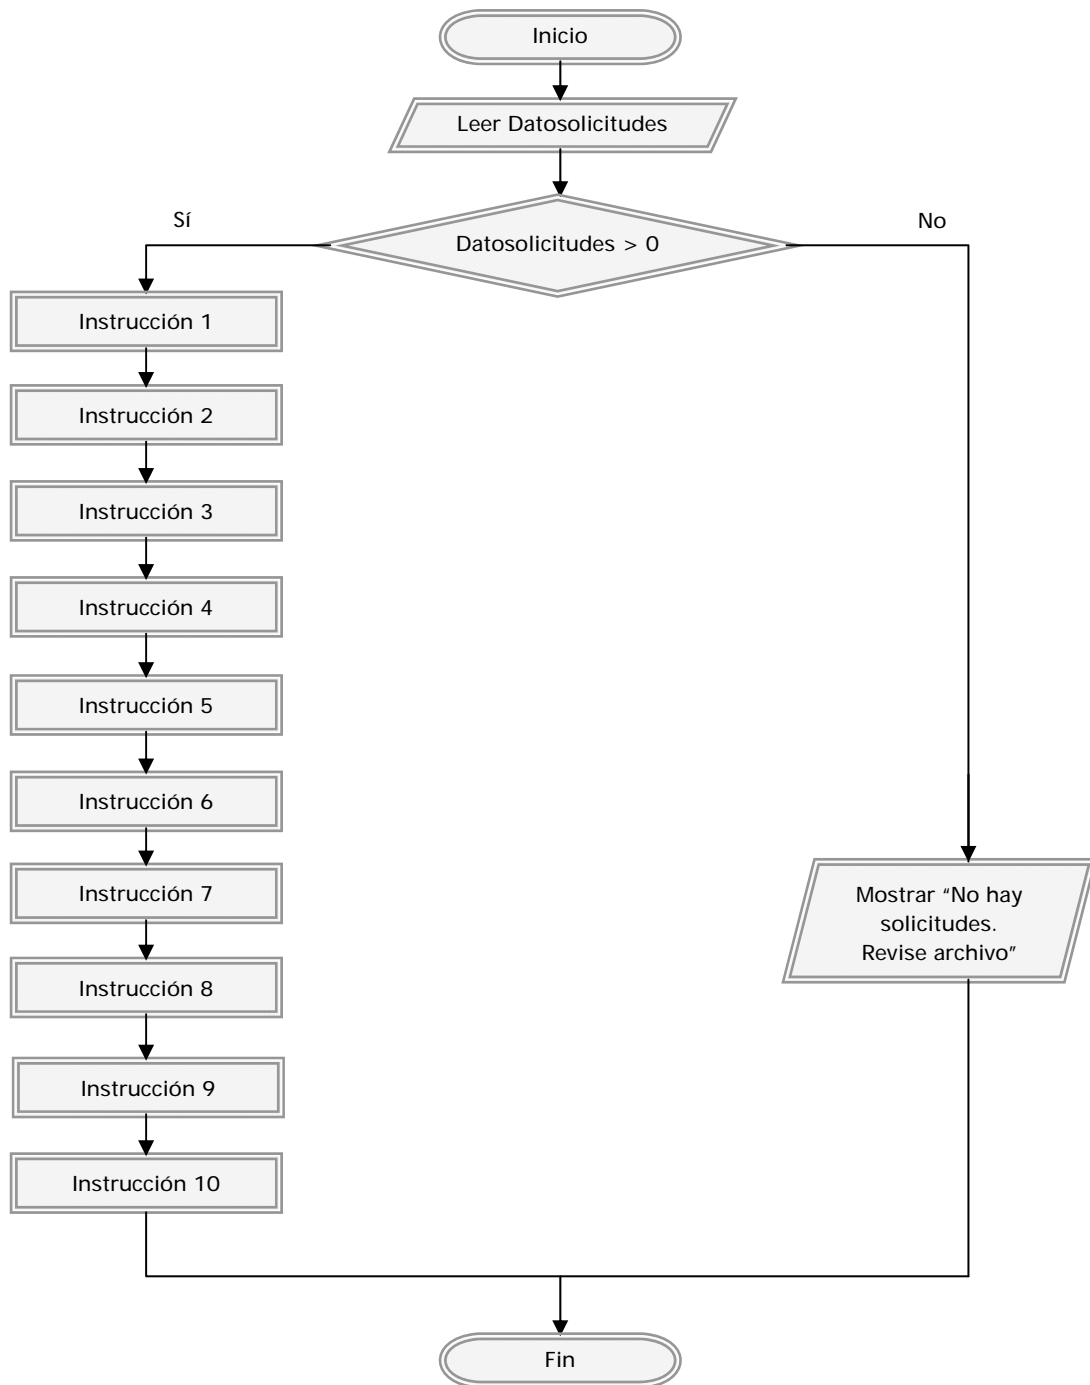 Inicio
Leer Datosolicitudes
Sí
No
Datosolicitudes > 0
Instrucción 1
Instrucción 2
Instrucción 3
Instrucción 4
Instrucción 5
Instrucción 6
Instrucción 7
Instrucción 8
Instrucción 9
Instrucción 10
Mostrar “No hay
solicitudes.
Revise archivo”
Fin